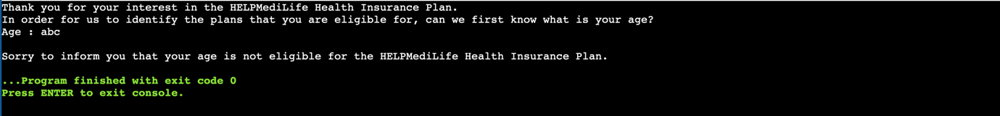 Thank you for your interest in the HELPMediLife Health Insurance Plan.
In order for us to identify the plans that you are eligible for, can we first know what is your age?
Age : abc
Sorry to inform you that your age is not eligible for the HELPMediLife Health Insurance Plan.
...Program finished with exit code 0
Press ENTER to exit console.